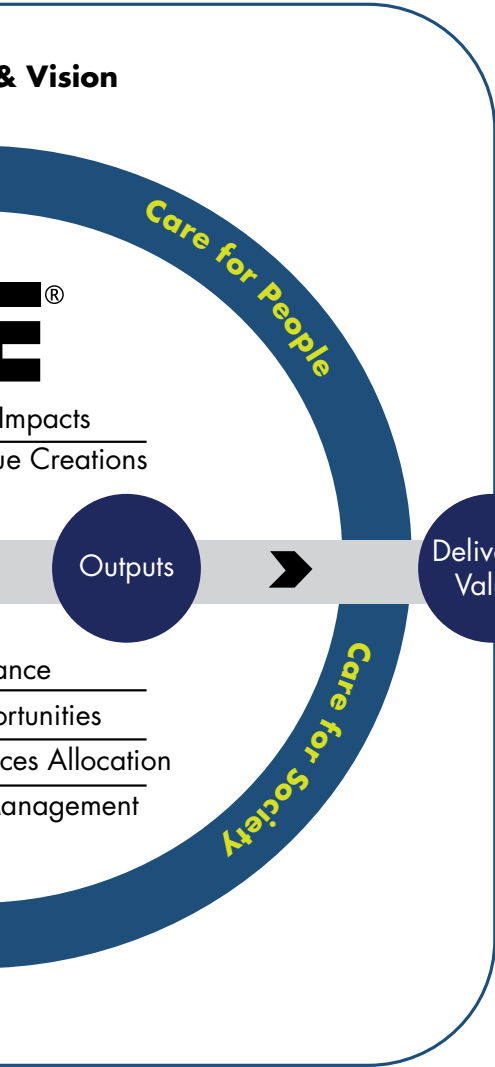 & Vision
Care for People
®
Impacts
ue Creations
Outputs
Delive
Val
ance
ortunities
ces Allocation
anagement
Care for Society